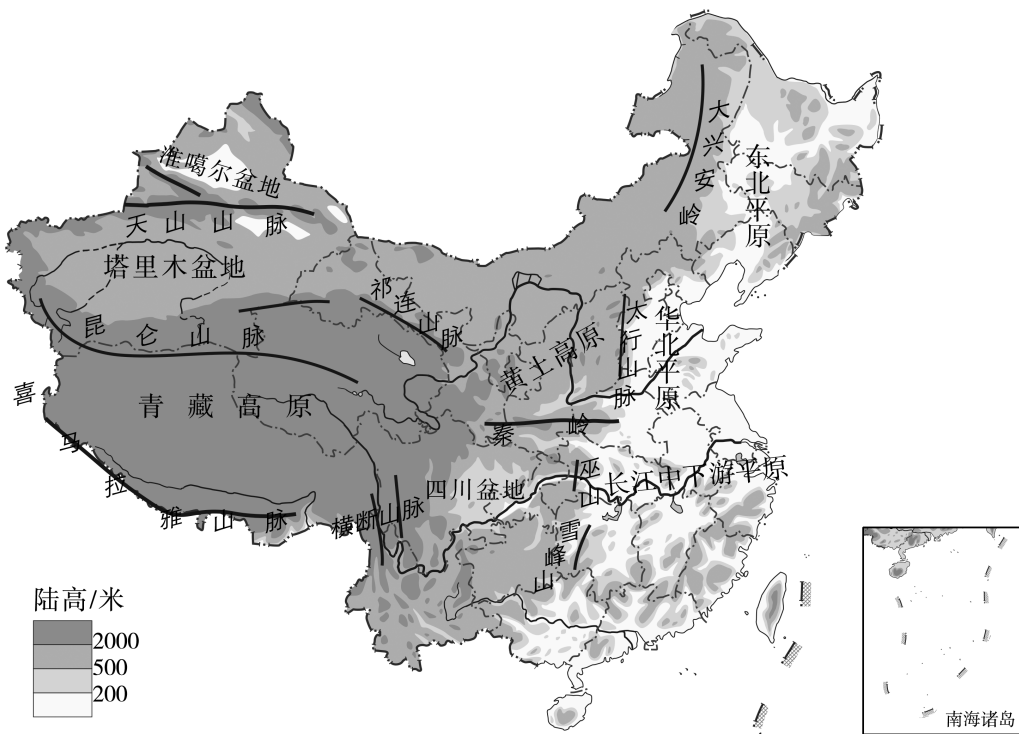 大兴安岭
东北平原
准噶尔盆地
天山山脉
塔里木盆地
祁连山脉
昆仑山脉
太行山脉
华北平原
黄土高原
青藏高原
喜马拉雅山脉
秦岭
四川盆地
巫山
长江中下游平原
横断山脉
雪峰山
陆高/米
2000
500
200
南海诸岛